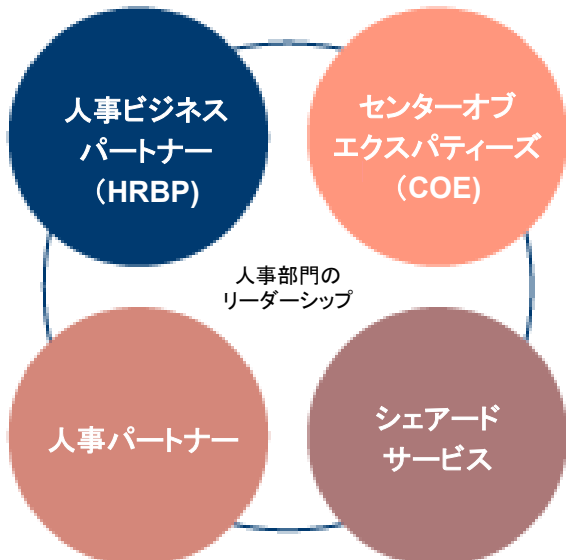 人事ビジネス
パートナー
（HRBP)
センターオブ
エクスパティーズ
（COE)
人事部門の
リーダーシップ
人事パートナー
シェアード
サービス